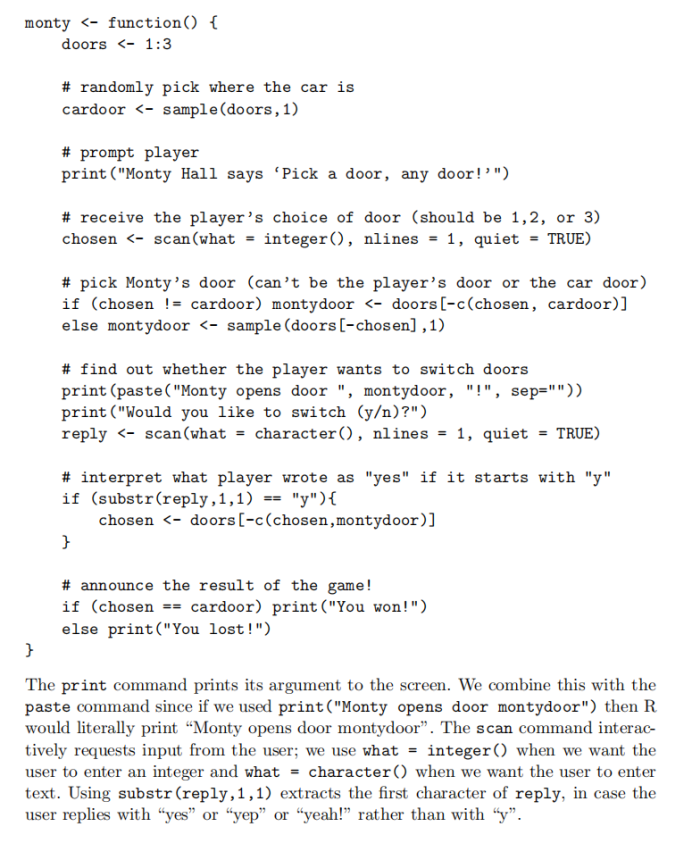 monty <- function() {
    doors <- 1:3

    # randomly pick where the car is
    cardoor <- sample(doors,1)

    # prompt player
    print("Monty Hall says ‘Pick a door, any door!’")

    # receive the player’s choice of door (should be 1,2, or 3)
    chosen <- scan(what = integer(), nlines = 1, quiet = TRUE)

    # pick Monty’s door (can’t be the player’s door or the car door)
    if (chosen != cardoor) montydoor <- doors[-c(chosen, cardoor)]
    else montydoor <- sample(doors[-chosen],1)

    # find out whether the player wants to switch doors
    print(paste("Monty opens door ", montydoor, "!", sep=""))
    print("Would you like to switch (y/n)?")
    reply <- scan(what = character(), nlines = 1, quiet = TRUE)

    # interpret what player wrote as "yes" if it starts with "y"
    if (substr(reply,1,1) == "y"){
        chosen <- doors[-c(chosen,montydoor)]
    }

    # announce the result of the game!
    if (chosen == cardoor) print("You won!")
    else print("You lost!")
}
The print command prints its argument to the screen. We combine this with the
paste command since if we used print("Monty opens door montydoor") then R
would literally print “Monty opens door montydoor”. The scan command interac-
tively requests input from the user; we use what = integer() when we want the
user to enter an integer and what = character() when we want the user to enter
text. Using substr(reply,1,1) extracts the first character of reply, in case the
user replies with “yes” or “yep” or “yeah!” rather than with “y”.